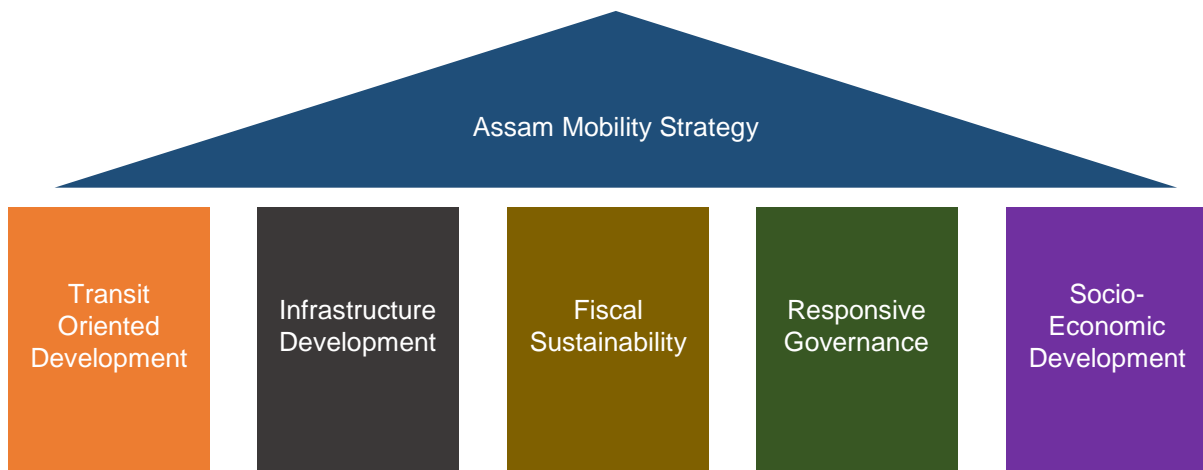 Assam Mobility Strategy
Transit
Oriented
Development
Infrastructure
Development
Fiscal
Sustainability
Responsive
Governance
Socio-
Economic
Development